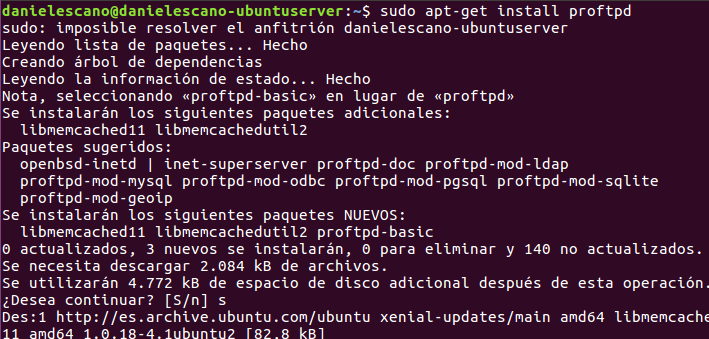 danielescano@danielescano-ubuntuserver:~$ sudo apt-get install proftpd
sudo: imposible resolver el anfitrión danielescano-ubuntuserver
Leyendo lista de paquetes... Hecho
Creando árbol de dependencias
Leyendo la información de estado... Hecho
Nota, seleccionando «proftpd-basic» en lugar de «proftpd»
Se instalarán los siguientes paquetes adicionales:
  libmemcached11 libmemcachedutil2
Paquetes sugeridos:
  openbsd-inetd | inet-superserver proftpd-doc proftpd-mod-ldap
  proftpd-mod-mysql proftpd-mod-odbc proftpd-mod-pgsql proftpd-mod-sqlite
  proftpd-mod-geoip
Se instalarán los siguientes paquetes NUEVOS:
  libmemcached11 libmemcachedutil2 proftpd-basic
0 actualizados, 3 nuevos se instalarán, 0 para eliminar y 140 no actualizados.
Se necesita descargar 2.084 kB de archivos.
Se utilizarán 4.772 kB de espacio de disco adicional después de esta operación.
¿Desea continuar? [S/n] s
Des:1 http://es.archive.ubuntu.com/ubuntu xenial-updates/main amd64 libmemcache
11 amd64 1.0.18-4.1ubuntu2 [82,8 kB]